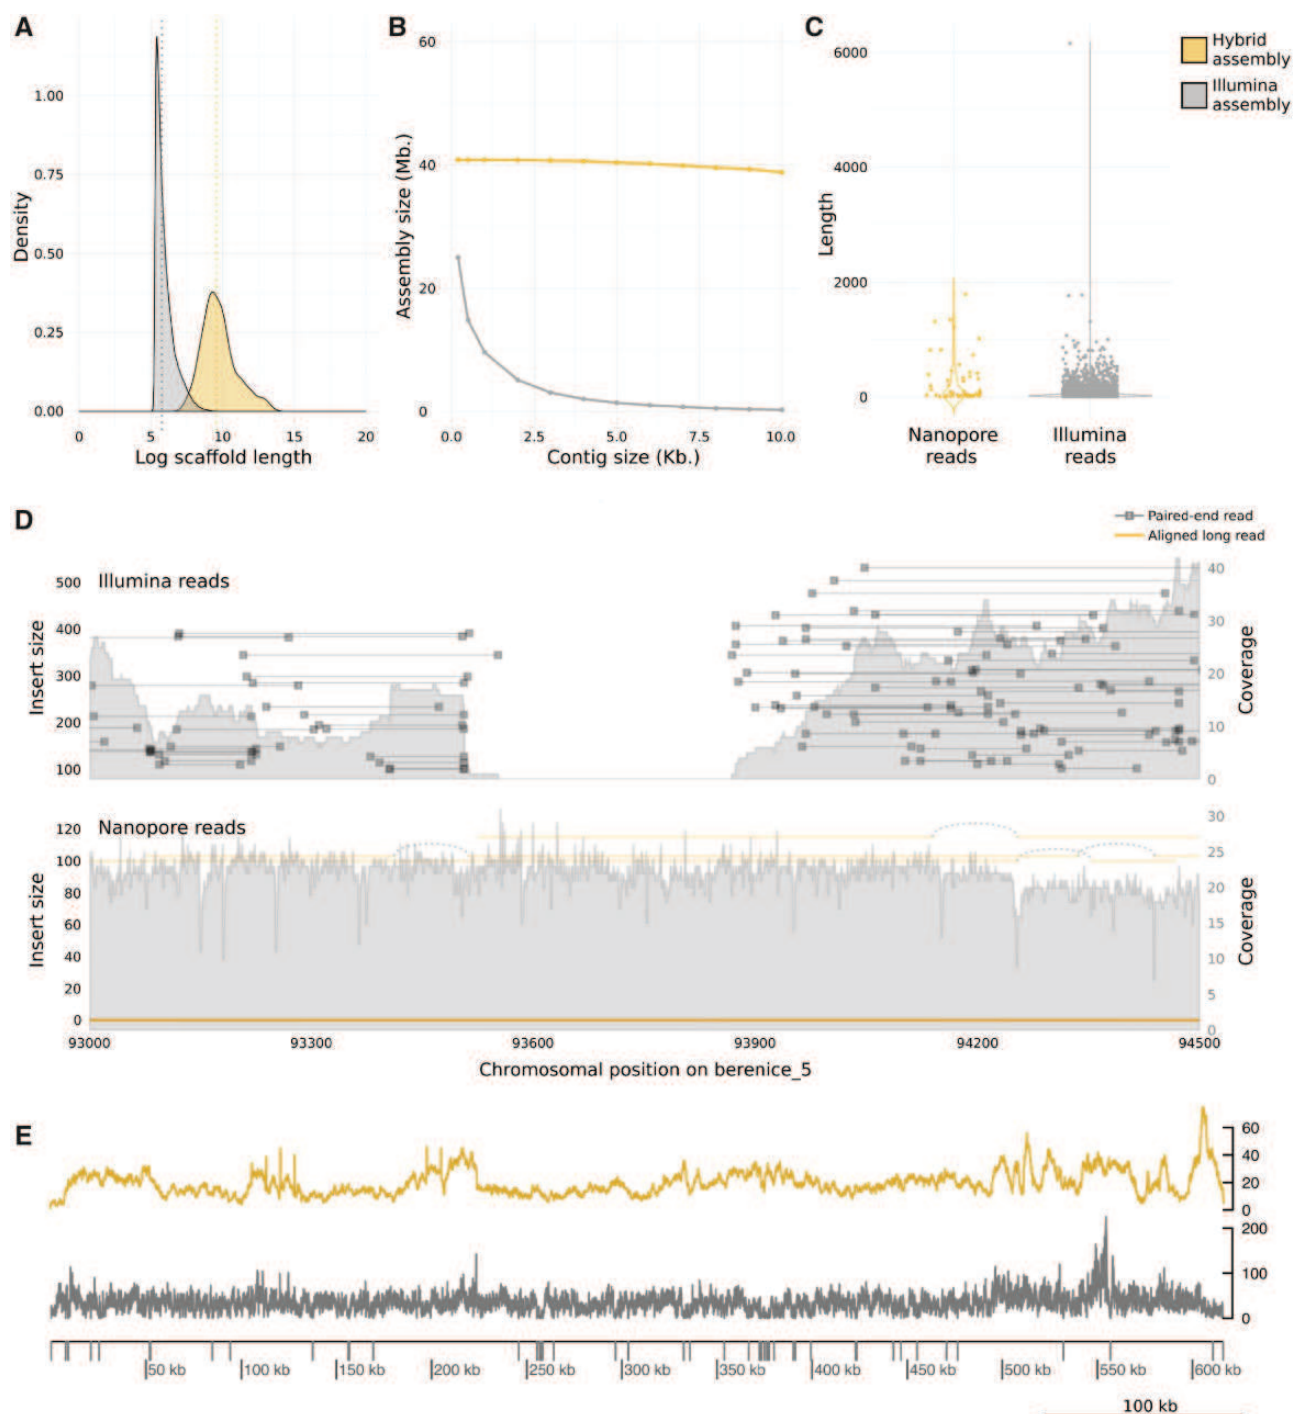 A
Density
1.00
0.75
0.50
0.25
0.00
0 5 10 15 20
Log scaffold length
B
Assembly size (Mb.)
60
40
20
0
0.0 2.5 5.0 7.5 10.0
Contig size (Kb.)
C
Length
6000
4000
2000
0
Nanopore
reads
Illumina
reads
Hybrid
assembly
Illumina
assembly
D
Paired-end read
Aligned long read
Illumina reads
Insert size
500
400
300
200
100
Coverage
40
30
20
10
0
Nanopore reads
Insert size
120
100
80
60
40
20
0
Coverage
30
25
20
15
10
5
0
93000 93300 93600 93900 94200 94500
Chromosomal position on berenice_5
E
60
40
20
0
200
100
0
50 kb 100 kb 150 kb 200 kb 250 kb 300 kb 350 kb 400 kb 450 kb 500 kb 550 kb 600 kb
100 kb